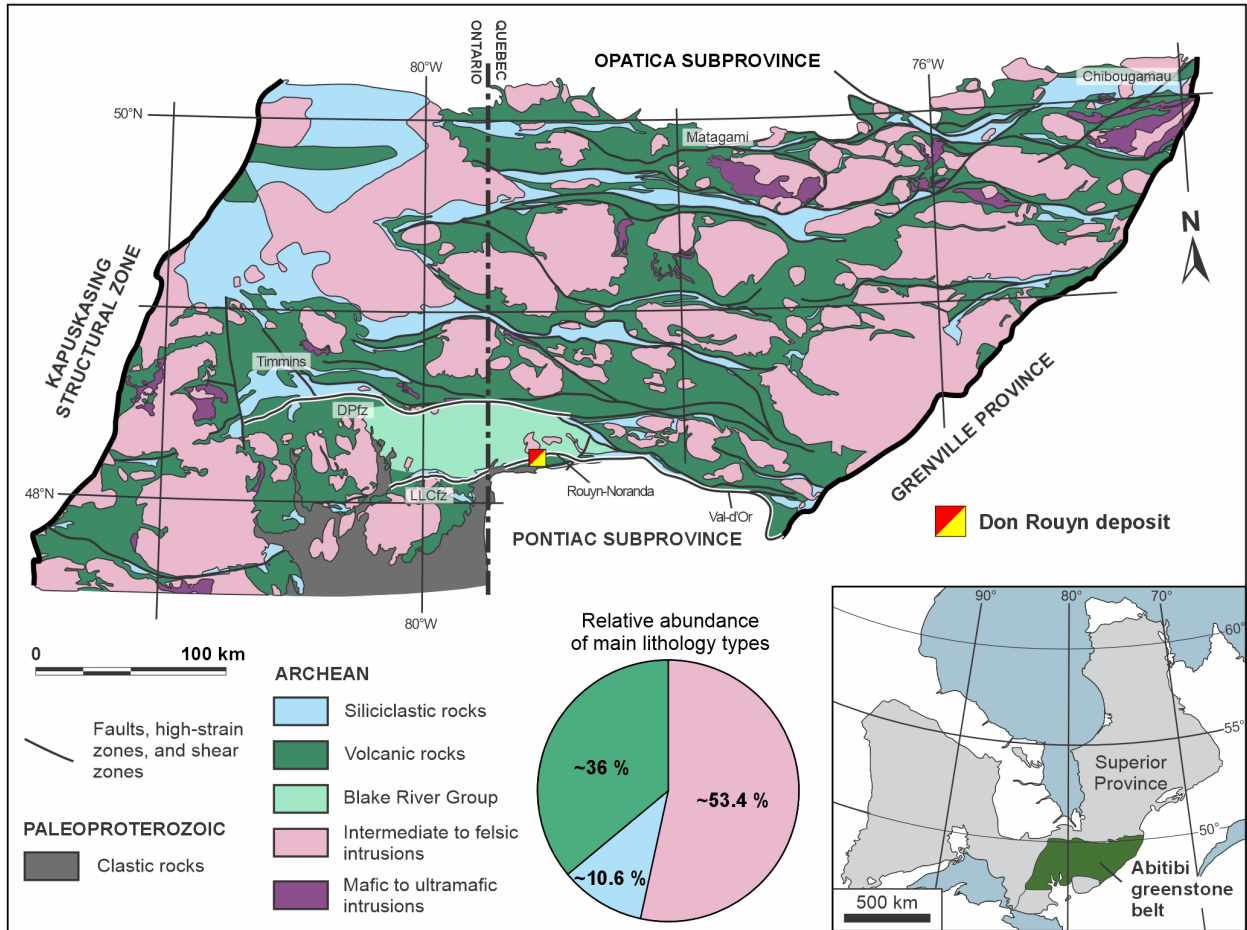 QUEBEC
ONTARIO
OPATICA SUBPROVINCE
80°W
76°W
Chibougamau
50°N
Matagami
N
KAPUSKASING
STRUCTURAL ZONE
Timmins
DPfz
GRENVILLE PROVINCE
48°N
LLCfz
Rouyn-Noranda
Val-d'Or
PONTIAC SUBPROVINCE
Don Rouyn deposit
80°W
0 100 km
Faults, high-strain
zones, and shear
zones
PALEOPROTEROZOIC
Clastic rocks
ARCHEAN
Siliciclastic rocks
Volcanic rocks
Blake River Group
Intermediate to felsic
intrusions
Mafic to ultramafic
intrusions
Relative abundance
of main lithology types
~36 %
~53.4 %
~10.6 %
90°
80°
70°
60°
55°
Superior
Province
50°
Abitibi
greenstone
belt
500 km